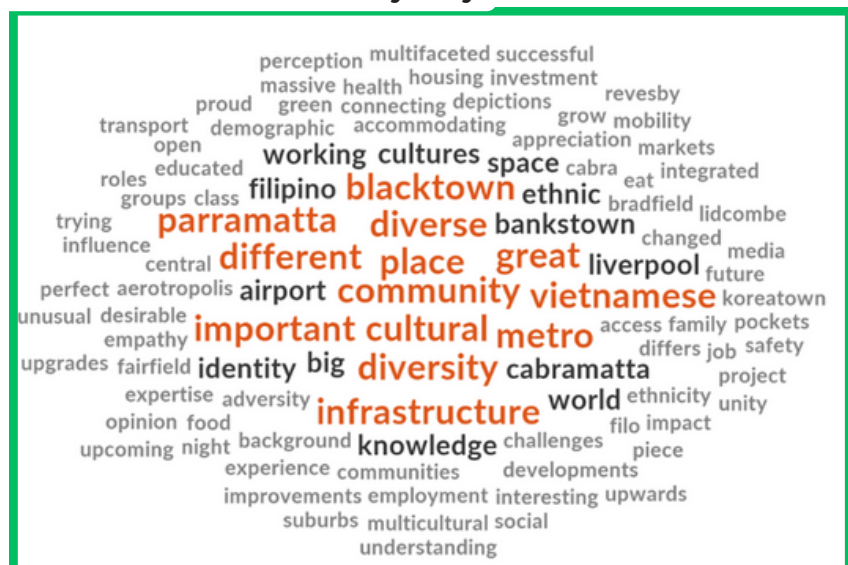 perception multifaceted successful
massive health housing investment
proud green connecting depictions revesby
transport demographic accommodating grow mobility
open working cultures space appreciation markets
roles educated filipino blacktown ethnic cabra eat integrated
groups class bradfield lidcombe
trying parramatta diverse bankstown changed
influence central different place great liverpool media future
perfect aerotropolis airport community vietnamese koreatown
unusual desirable important cultural metro access family pockets
empathy differs job safety
upgrades fairfield identity big diversity cabramatta project
expertise adversity infrastructure world ethnicity unity
opinion food filo impact
upcoming night background knowledge challenges piece
experience communities developments
improvements employment interesting upwards
suburbs multicultural social
understanding